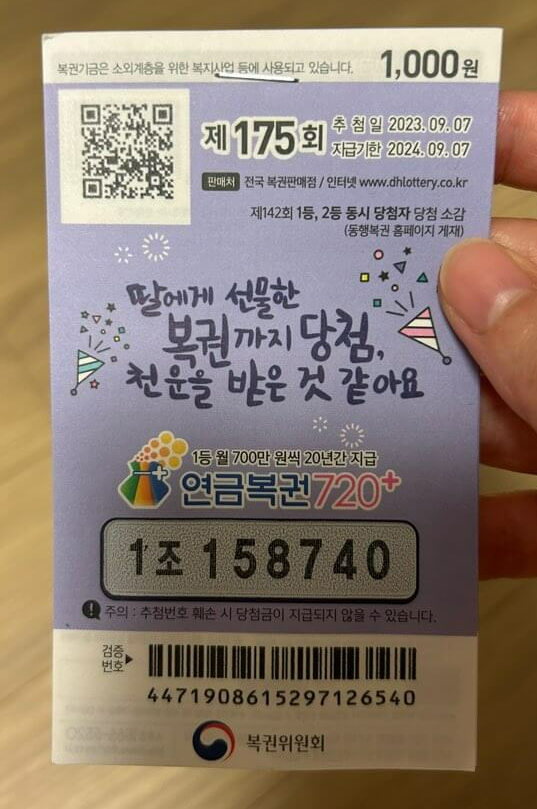 복권기금은 소외계층을 위한 복지사업 등에 사용되고 있습니다. 1,000원
제175회
추 첨 일 2023. 09. 07
지급기한 2024. 09. 07
판매처 전국 복권판매점 / 인터넷 www.dhlottery.co.kr
제142회 1등, 2등 동시 당첨자 당첨 소감
(동행복권 홈페이지 게재)
딸에게 선물한
복권까지 당첨,
천운을 받은 것 같아요
1등 월 700만 원씩 20년간 지급
연금복권720+
1조 158740
주의 : 추첨번호 훼손 시 당첨금이 지급되지 않을 수 있습니다.
검증
번호
4471908615297126540
복권위원회